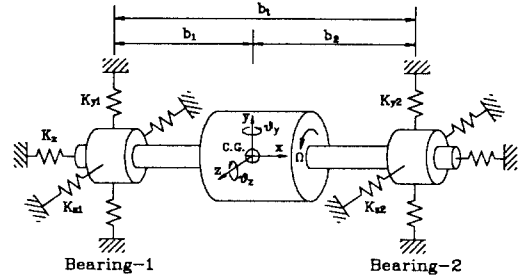 b_t
b_1 b_2
K_y1 K_y2
y ϑ_y
K_x C.G. x Ω
z ϑ_z
K_z1 K_z2
Bearing-1 Bearing-2